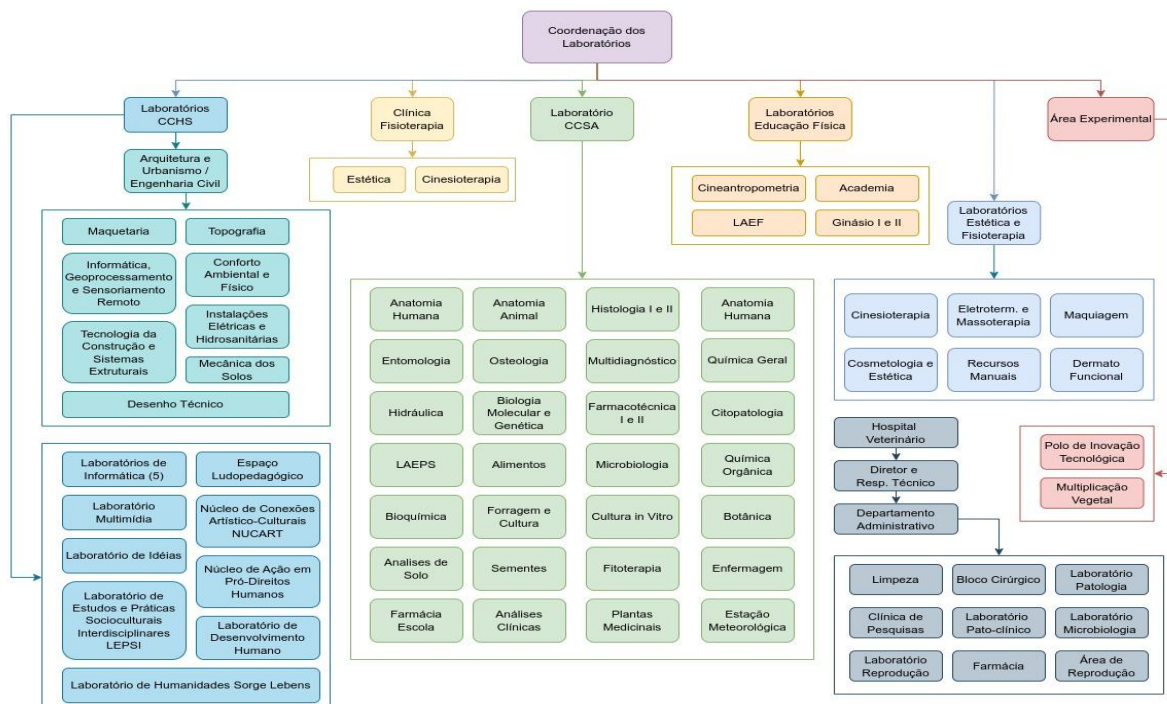 Coordenação dos
Laboratórios
Laboratórios
CCHS
Clínica
Fisioterapia
Laboratório
CCSA
Laboratórios
Educação Física
Área Experimental
Arquitetura e
Urbanismo /
Engenharia Civil
Maquetaria
Topografia
Informática,
Geoprocessamento
e Sensoriamento
Remoto
Conforto
Ambiental e
Físico
Tecnologia da
Construção e
Sistemas
Extruturais
Instalações
Elétricas e
Hidrosanitárias
Mecânica dos
Solos
Desenho Técnico
Laboratórios de
Informática (5)
Espaço
Ludopedagógico
Laboratório
Multimídia
Núcleo de Conexões
Artístico-Culturais
NUCART
Laboratório de Idéias
Núcleo de Ação em
Pró-Direitos
Humanos
Laboratório de
Estudos e Práticas
Socioculturais
Interdisciplinares
LEPSI
Laboratório de
Desenvolvimento
Humano
Laboratório de Humanidades Sorge Lebens
Estética
Cinesioterapia
Anatomia
Humana
Anatomia
Animal
Histologia I e II
Anatomia
Humana
Entomologia
Osteologia
Multidiagnóstico
Química Geral
Hidráulica
Biologia
Molecular e
Genética
Farmacotécnica
I e II
Citopatologia
LAEPS
Alimentos
Microbiologia
Química
Orgânica
Bioquímica
Forragem e
Cultura
Cultura in Vitro
Botânica
Analises de
Solo
Sementes
Fitoterapia
Enfermagem
Farmácia
Escola
Análises
Clínicas
Plantas
Medicinais
Estação
Meteorológica
Cineantropometria
Academia
LAEF
Ginásio I e II
Laboratórios
Estética e
Fisioterapia
Cinesioterapia
Eletroterm. e
Massoterapia
Maquiagem
Cosmetologia e
Estética
Recursos
Manuais
Dermato
Funcional
Hospital
Veterinário
Diretor e
Resp. Técnico
Departamento
Administrativo
Limpeza
Bloco Cirúrgico
Laboratório
Patologia
Clínica de
Pesquisas
Laboratório
Pato-clínico
Laboratório
Microbiologia
Laboratório
Reprodução
Farmácia
Área de
Reprodução
Polo de Inovação
Tecnológica
Multiplicação
Vegetal